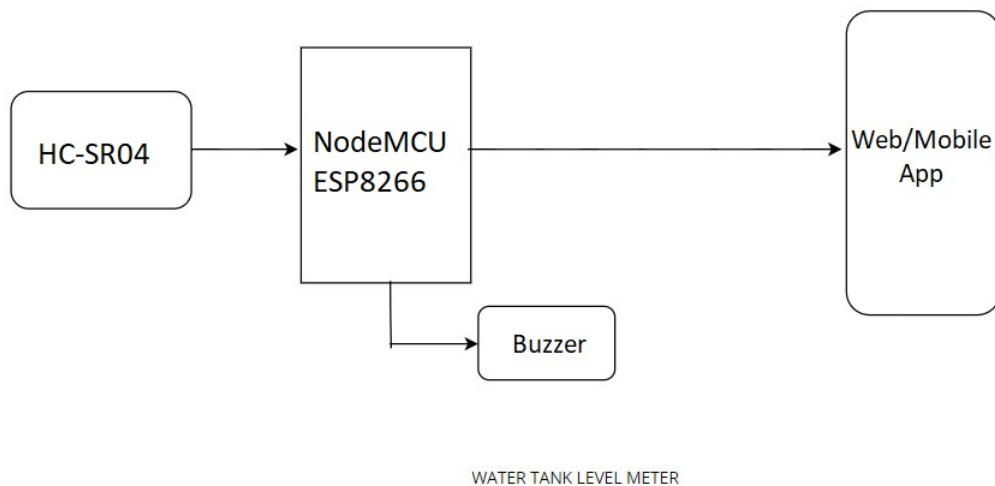 HC-SR04
NodeMCU
ESP8266
Web/Mobile
App
Buzzer
WATER TANK LEVEL METER